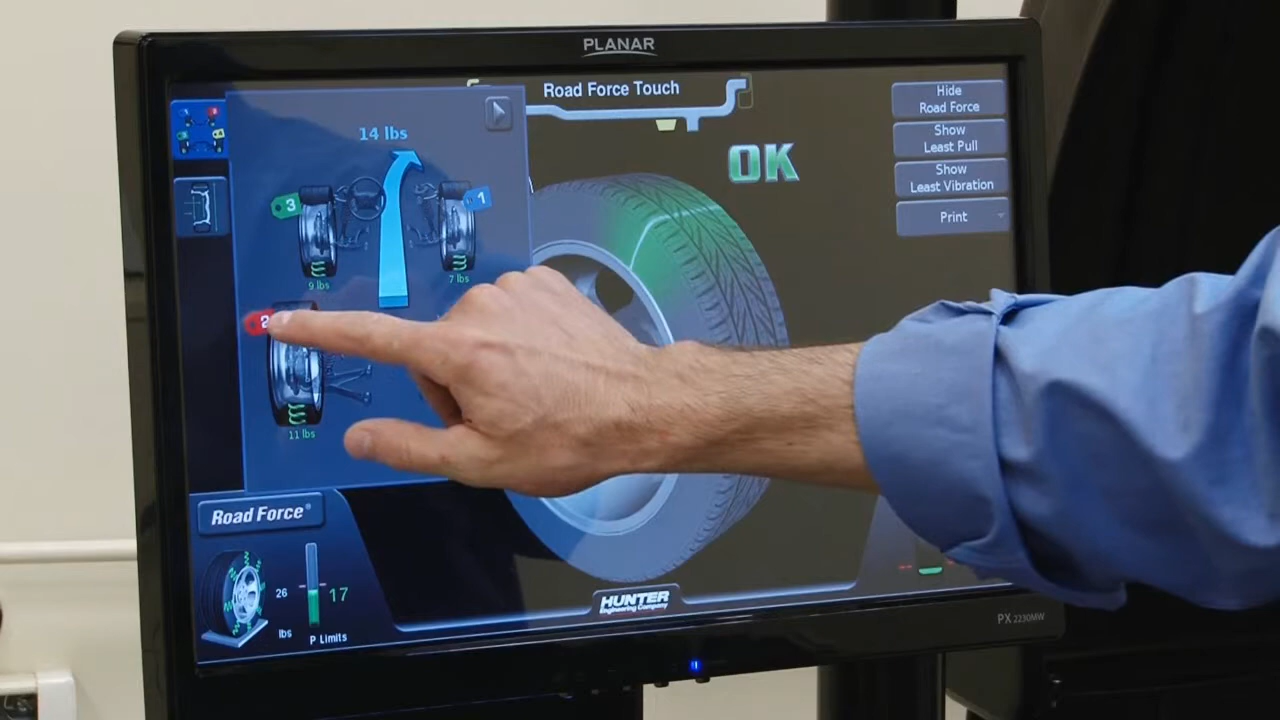 PLANAR
Road Force Touch
Hide
Road Force
Show
Least Pull
Show
Least Vibration
Print
OK
14 lbs
3
1
9 lbs
7 lbs
2
11 lbs
Road Force®
26
17
lbs
P Limits
HUNTER
Engineering Company
PX 2230MW